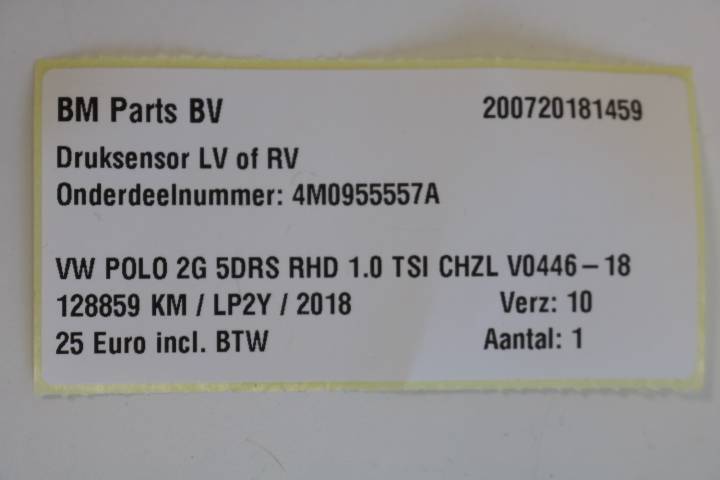 BM Parts BV 200720181459
Druksensor LV of RV
Onderdeelnummer: 4M0955557A
VW POLO 2G 5DRS RHD 1.0 TSI CHZL V0446-18
128859 KM / LP2Y / 2018 Verz: 10
25 Euro incl. BTW Aantal: 1